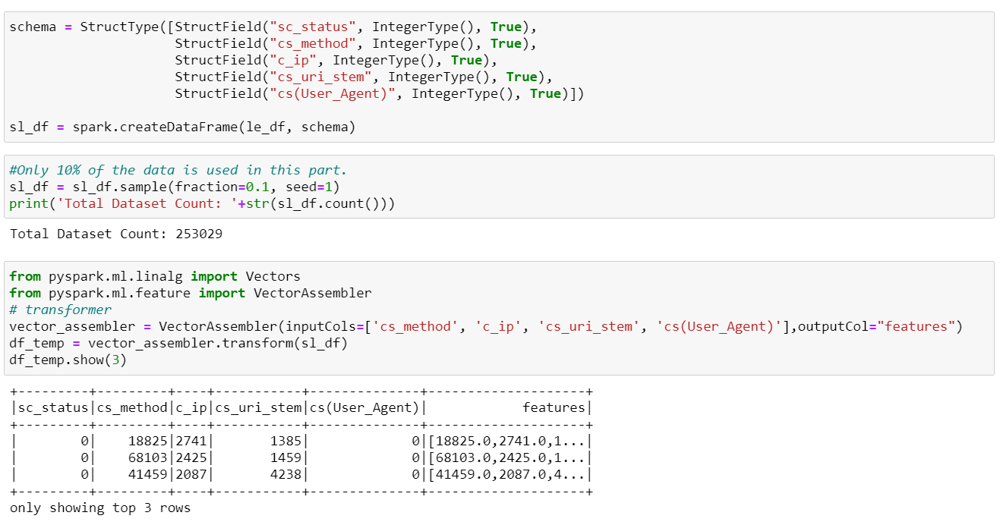 schema = StructType([StructField("sc_status", IntegerType(), True),
                     StructField("cs_method", IntegerType(), True),
                     StructField("c_ip", IntegerType(), True),
                     StructField("cs_uri_stem", IntegerType(), True),
                     StructField("cs(User_Agent)", IntegerType(), True)])
sl_df = spark.createDataFrame(le_df, schema)
#Only 10% of the data is used in this part.
sl_df = sl_df.sample(fraction=0.1, seed=1)
print('Total Dataset Count: '+str(sl_df.count()))
Total Dataset Count: 253029
from pyspark.ml.linalg import Vectors
from pyspark.ml.feature import VectorAssembler
# transformer
vector_assembler = VectorAssembler(inputCols=['cs_method', 'c_ip', 'cs_uri_stem', 'cs(User_Agent)'],outputCol="features")
df_temp = vector_assembler.transform(sl_df)
df_temp.show(3)
+---------+---------+----+-----------+--------------+--------------------+
|sc_status|cs_method|c_ip|cs_uri_stem|cs(User_Agent)|            features|
+---------+---------+----+-----------+--------------+--------------------+
|        0|    18825|2741|       1385|             0|[18825.0,2741.0,1...|
|        0|    68103|2425|       1459|             0|[68103.0,2425.0,1...|
|        0|    41459|2087|       4238|             0|[41459.0,2087.0,4...|
+---------+---------+----+-----------+--------------+--------------------+
only showing top 3 rows